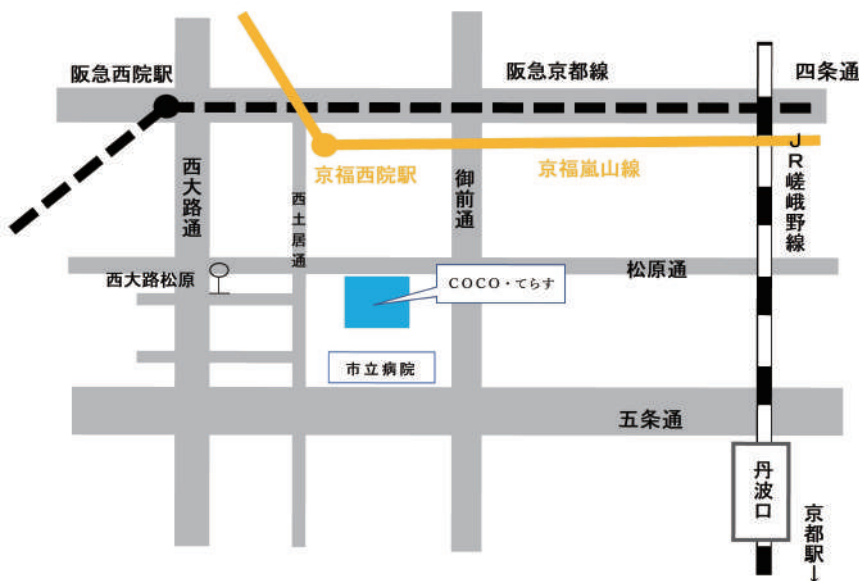 阪急西院駅
阪急京都線
四条通
京福西院駅
京福嵐山線
JR嵯峨野線
西大路通
西土居通
御前通
松原通
西大路松原
COCO・てらす
市立病院
五条通
丹波口
京都駅↓